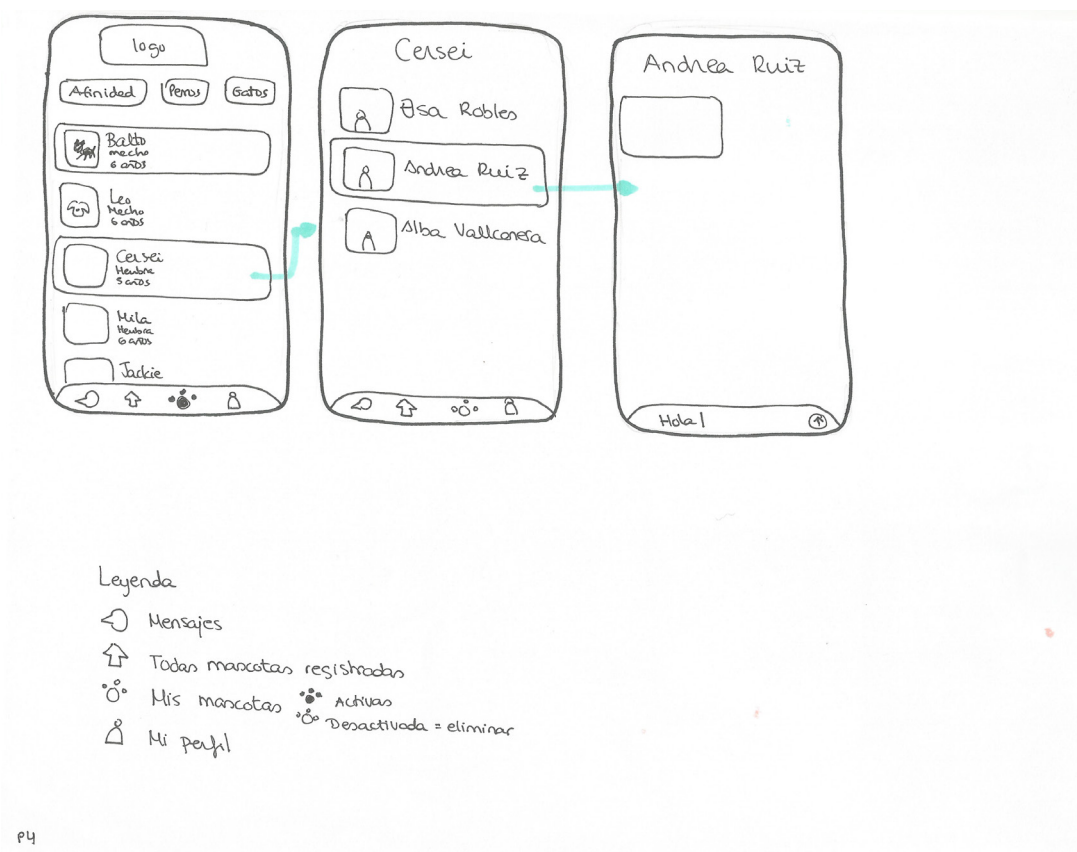 logo
Afinidad
Perros
Gatos
Balto
macho
6 años
Leo
Macho
6 años
Cersei
Hembra
5 años
Mila
Hembra
6 años
Jackie
Cersei
Elsa Robles
Andrea Ruiz
Alba Vallcanera
Andrea Ruiz
Hola|
Leyenda
Mensajes
Todas mascotas registradas
Mis mascotas Activas
Desactivada = eliminar
Mi perfil
P4